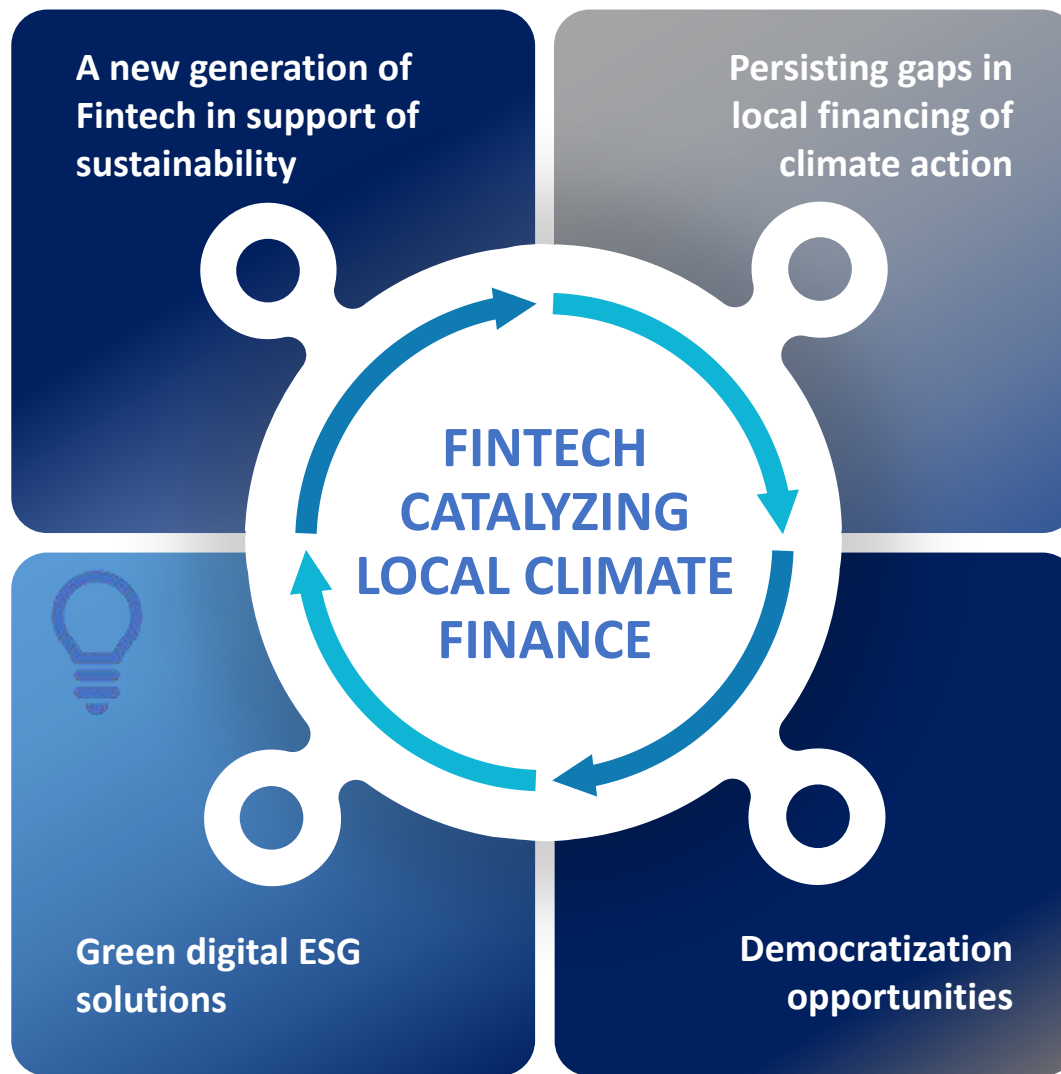 A new generation of
Fintech in support of
sustainability
Persisting gaps in
local financing of
climate action
FINTECH
CATALYZING
LOCAL CLIMATE
FINANCE
Green digital ESG
solutions
Democratization
opportunities